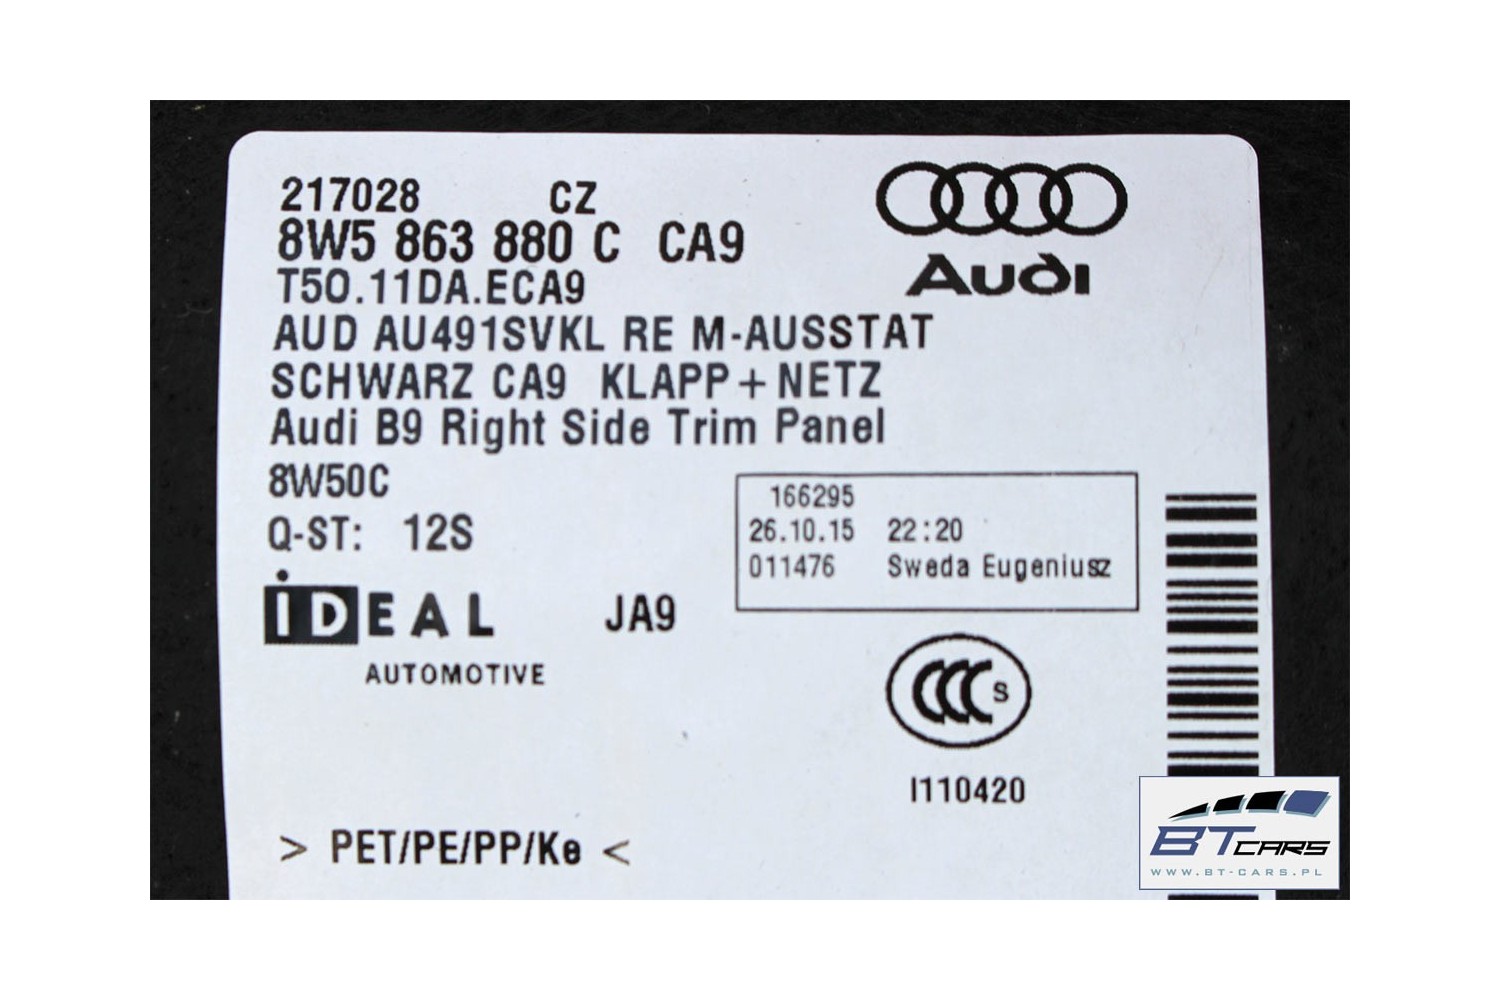 217028 CZ
8W5 863 880 C CA9
T50.11DA.ECA9
AUD AU491SVKL RE M-AUSSTAT
SCHWARZ CA9 KLAPP+NETZ
Audi B9 Right Side Trim Panel
8W50C
Q-ST: 12S
Audi
166295
26.10.15 22:20
011476 Sweda Eugeniusz
iDEAL JA9
AUTOMOTIVE
CCC S
I110420
> PET/PE/PP/Ke <
BT CARS
WWW.BT-CARS.PL